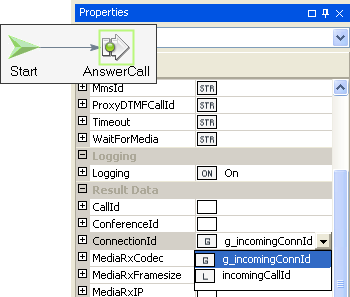 Properties
Start
AnswerCall
MmsId STR
ProxyDTMFCallId STR
Timeout STR
WaitForMedia STR
Logging
Logging ON On
Result Data
CallId
ConferenceId
ConnectionId G g_incomingConnId
MediaRxCodec G g_incomingConnId
MediaRxFramesize L incomingCallId
MediaRxIP